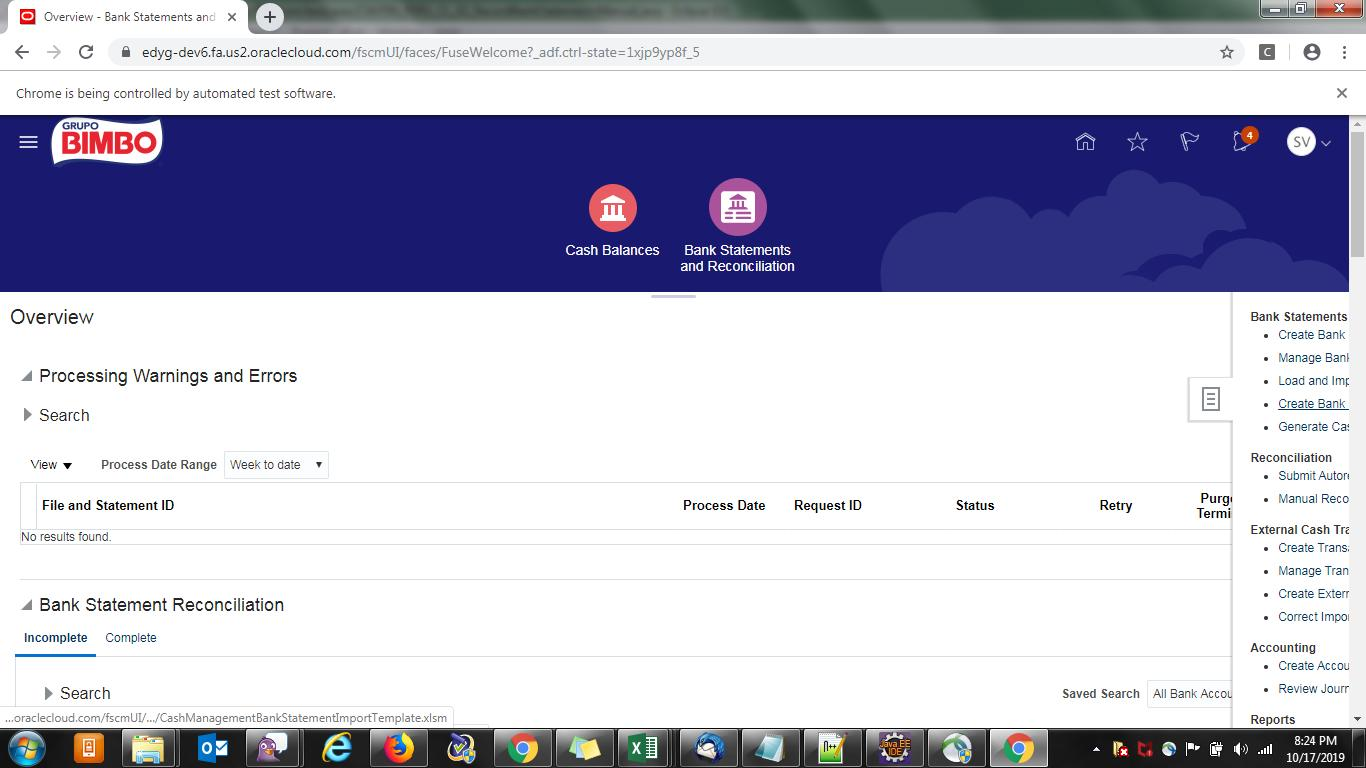 Overview - Bank Statements and
edyg-dev6.fa.us2.oraclecloud.com/fscmUI/faces/FuseWelcome?_adf.ctrl-state=1xjp9yp8f_5
C
Chrome is being controlled by automated test software.
GRUPO
BIMBO
4
SV
Cash Balances
Bank Statements
and Reconciliation
Overview
Bank Statements
Create Bank
Manage Bank
Load and Imp
Create Bank
Generate Cas
Processing Warnings and Errors
Search
View
Process Date Range
Week to date
Reconciliation
Submit Autore
Manual Reco
File and Statement ID
Process Date
Request ID
Status
Retry
Purge
Termi
No results found.
External Cash Tra
Create Transa
Manage Tran
Create Extern
Correct Impo
Bank Statement Reconciliation
Incomplete
Complete
Accounting
Create Accou
Review Journ
Search
Saved Search
All Bank Accou
Reports
...oraclecloud.com/fscmUI/.../CashManagementBankStatementImportTemplate.xlsm
Java EE
IDE
8:24 PM
10/17/2019